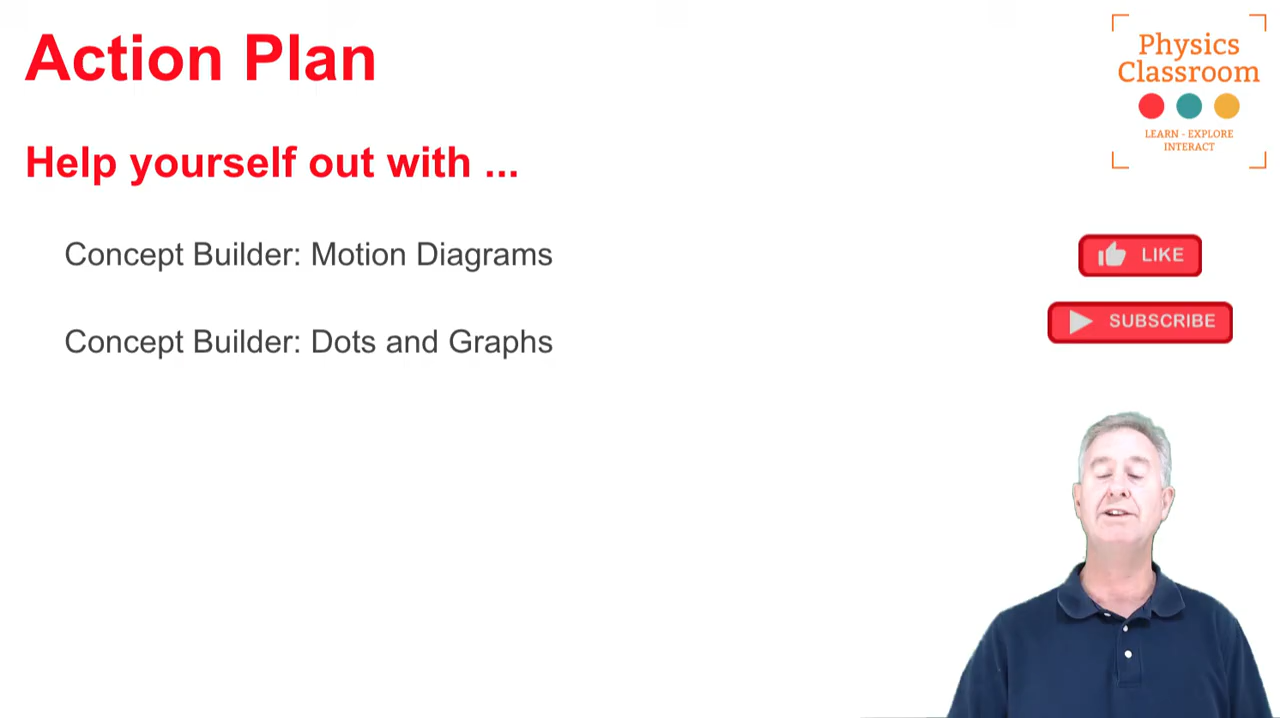 Action Plan
Help yourself out with ...
Concept Builder: Motion Diagrams
Concept Builder: Dots and Graphs
Physics
Classroom
LEARN - EXPLORE
INTERACT
LIKE
SUBSCRIBE